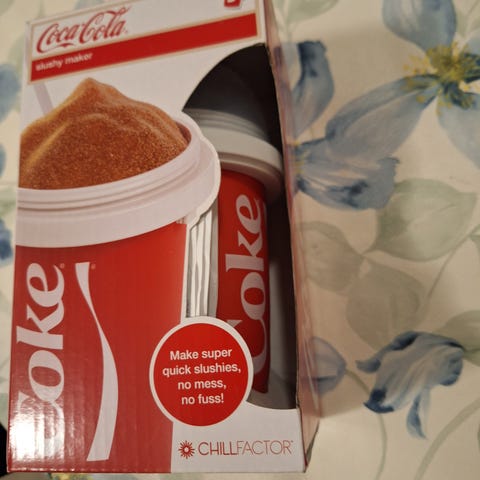 Coca-Cola
slushy maker
Coke
Coke
Make super
quick slushies,
no mess,
no fuss!
CHILLFACTOR